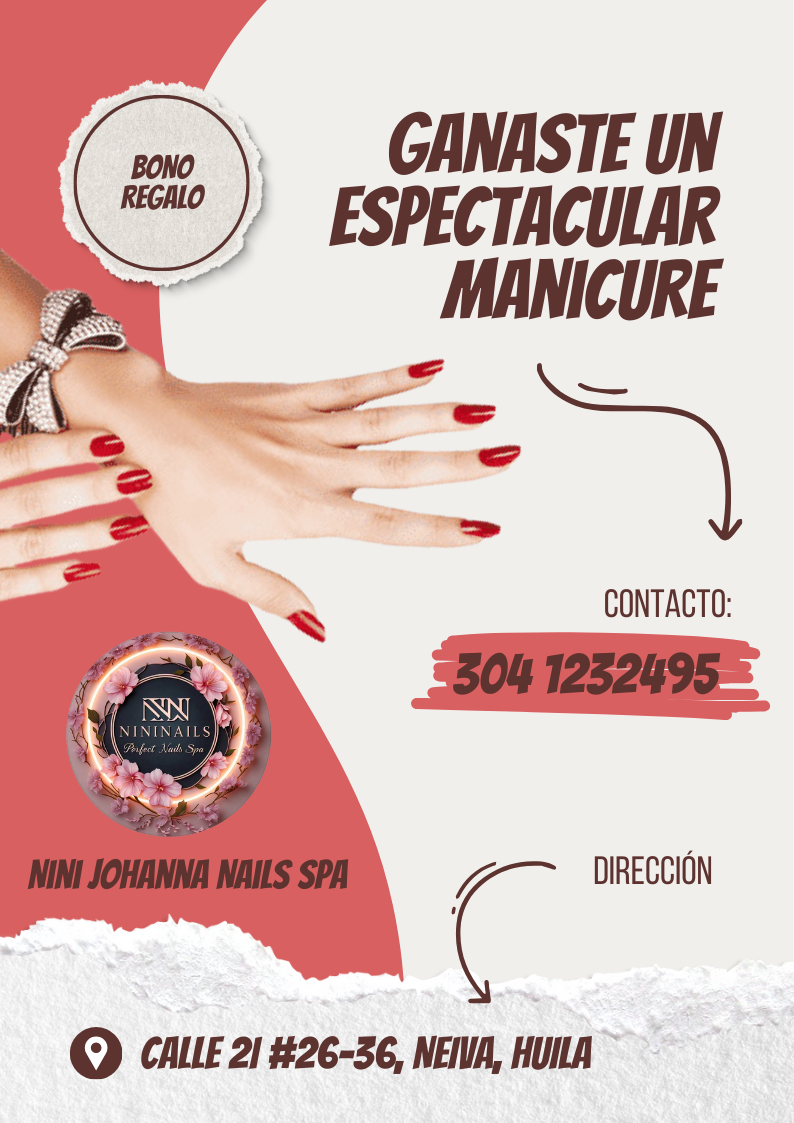 BONO
REGALO
GANASTE UN
ESPECTACULAR
MANICURE
CONTACTO:
304 1232495
NININAILS
Perfect Nails Spa
NINI JOHANNA NAILS SPA
DIRECCIÓN
CALLE 21 #26-36, NEIVA, HUILA